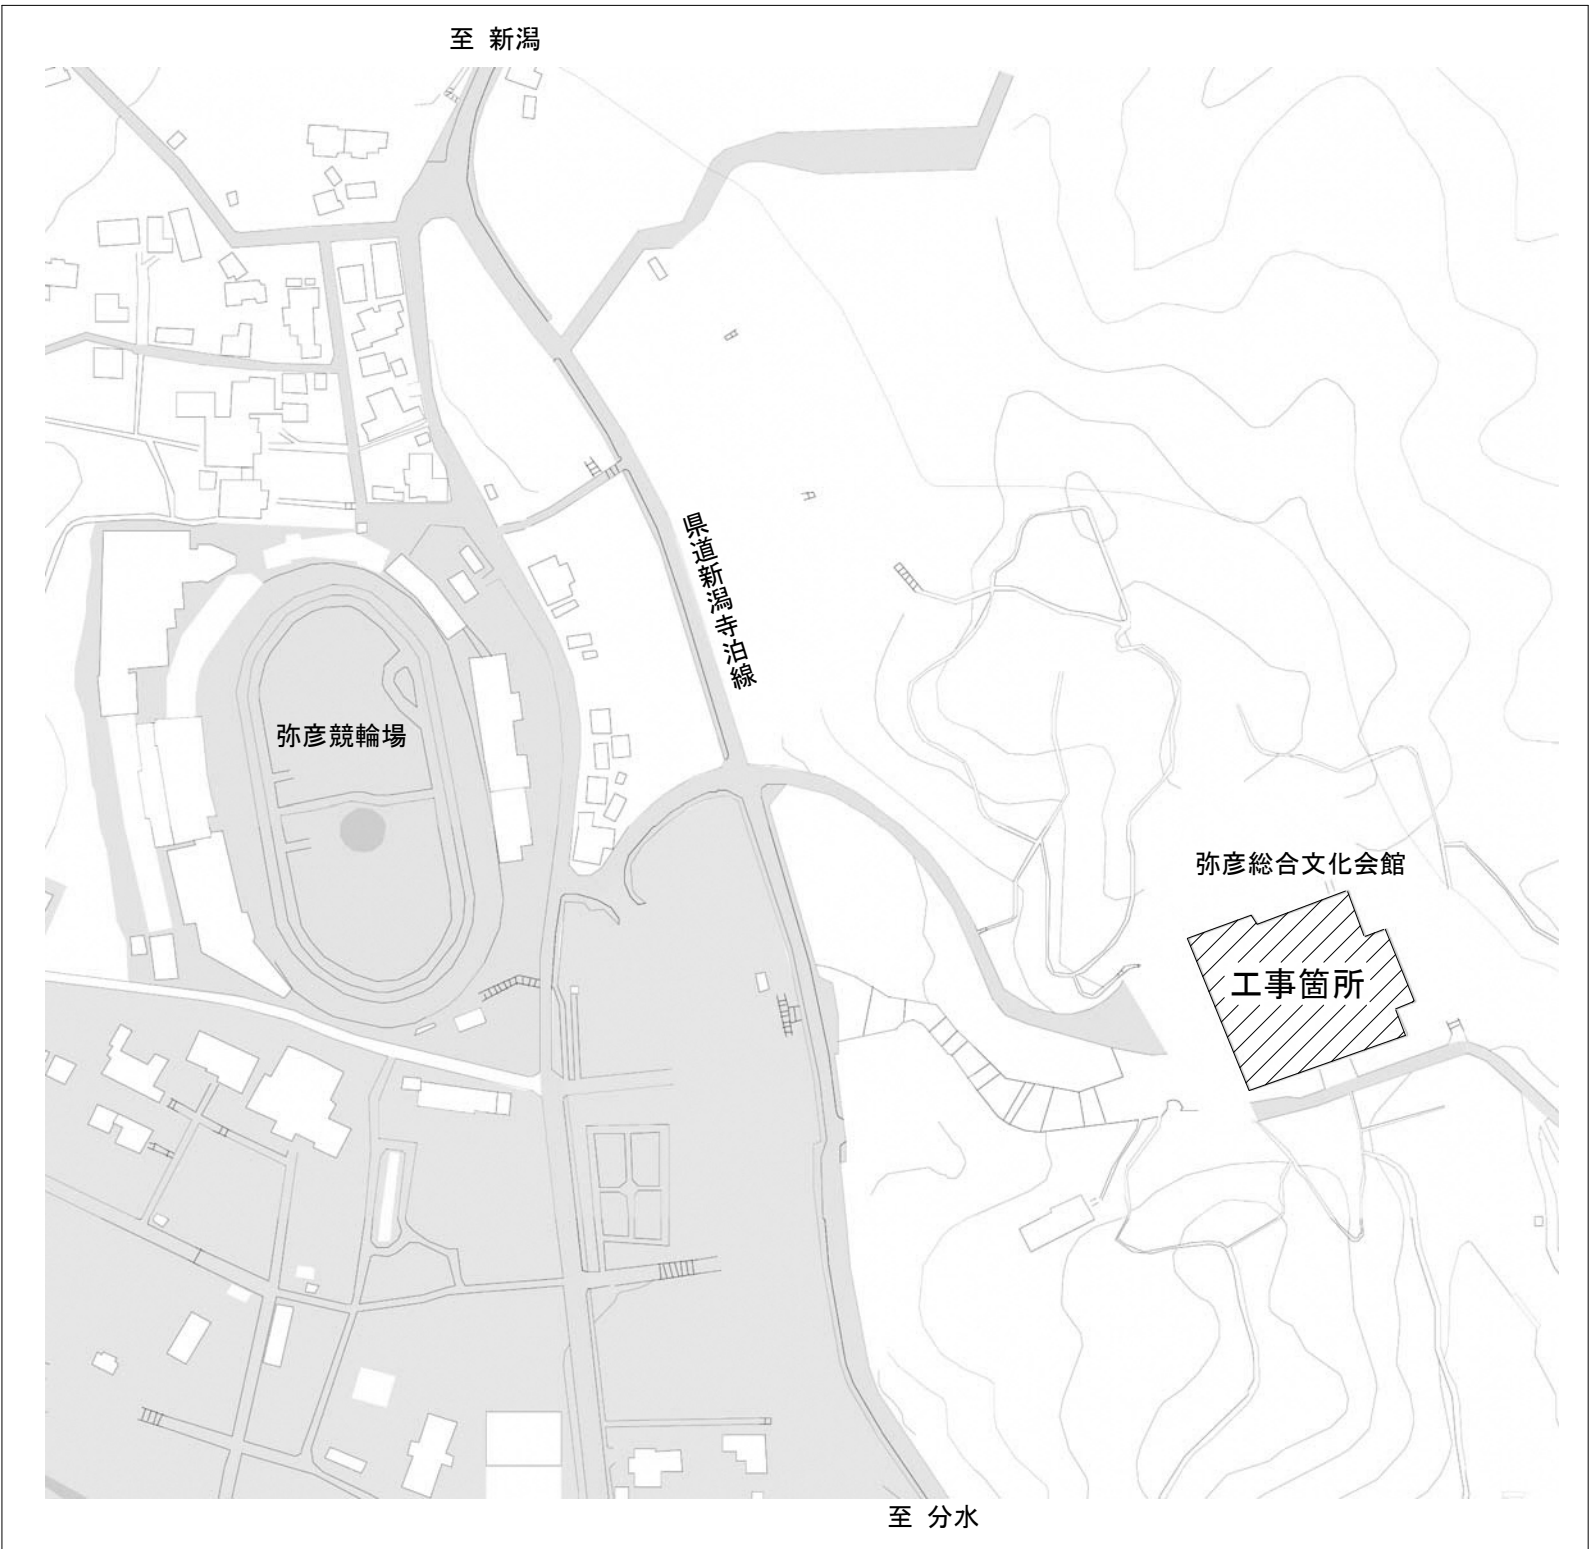 至 新潟
県道新潟寺泊線
弥彦競輪場
弥彦総合文化会館
工事箇所
至 分水